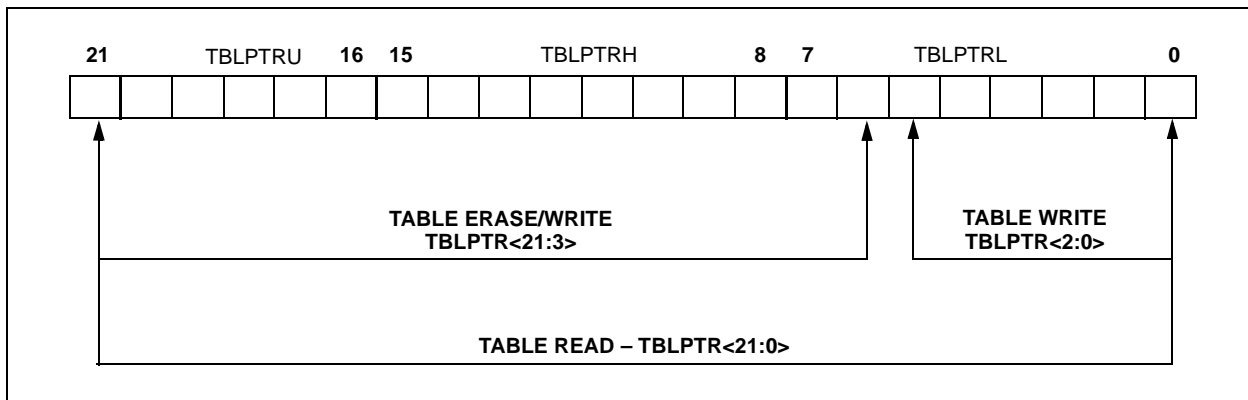 21 TBLPTRU 16 15 TBLPTRH 8 7 TBLPTRL 0
TABLE ERASE/WRITE TABLE WRITE
TBLPTR<21:3> TBLPTR<2:0>
TABLE READ – TBLPTR<21:0>